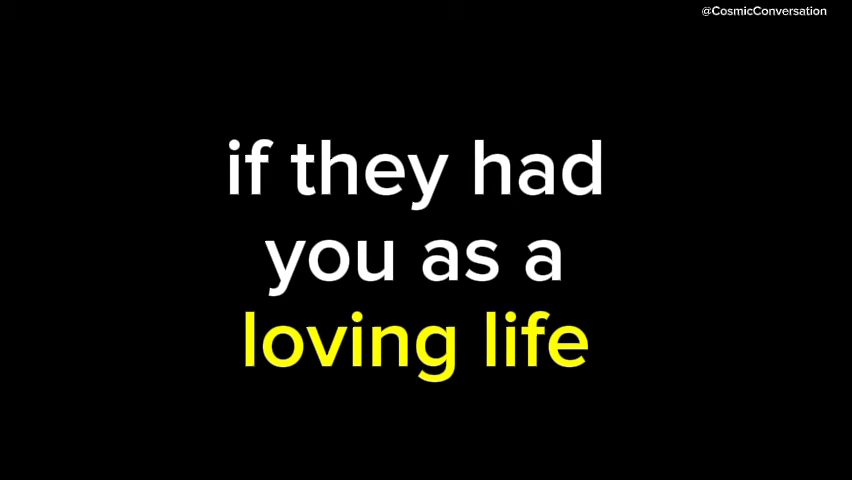 @CosmicConversation
if they had
you as a
loving life